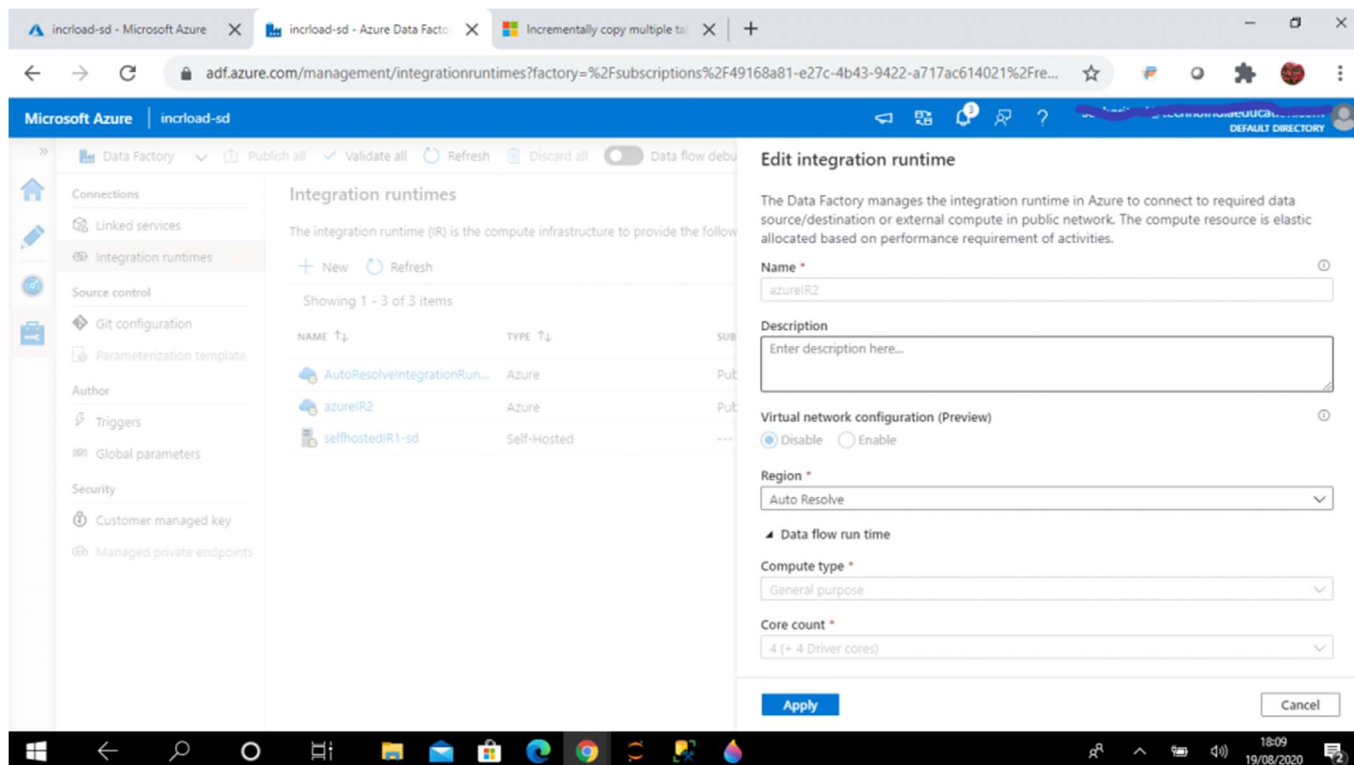 incrload-sd - Microsoft Azure
incrload-sd - Azure Data Facto
Incrementally copy multiple ta
adf.azure.com/management/integrationruntimes?factory=%2Fsubscriptions%2F49168a81-e27c-4b43-9422-a717ac614021%2Fre...
Microsoft Azure incrload-sd
3
DEFAULT DIRECTORY
Data Factory Publish all Validate all Refresh Discard all Data flow debu
Connections
Linked services
Integration runtimes
Source control
Git configuration
Parameterization template
Author
Triggers
Global parameters
Security
Customer managed key
Managed private endpoints
Integration runtimes
The integration runtime (IR) is the compute infrastructure to provide the follow
New Refresh
Showing 1 - 3 of 3 items
NAME TYPE SUB
AutoResolveIntegrationRun... Azure Pub
azureIR2 Azure Pub
selfhostedIR1-sd Self-Hosted ---
Edit integration runtime
The Data Factory manages the integration runtime in Azure to connect to required data
source/destination or external compute in public network. The compute resource is elastic
allocated based on performance requirement of activities.
Name *
azureIR2
Description
Enter description here...
Virtual network configuration (Preview)
Disable Enable
Region *
Auto Resolve
Data flow run time
Compute type *
General purpose
Core count *
4 (+ 4 Driver cores)
Apply Cancel
18:09
19/08/2020
2